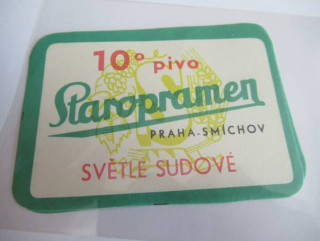 10° pivo
Staropramen
PRAHA-SMÍCHOV
SVĚTLÉ SUDOVÉ